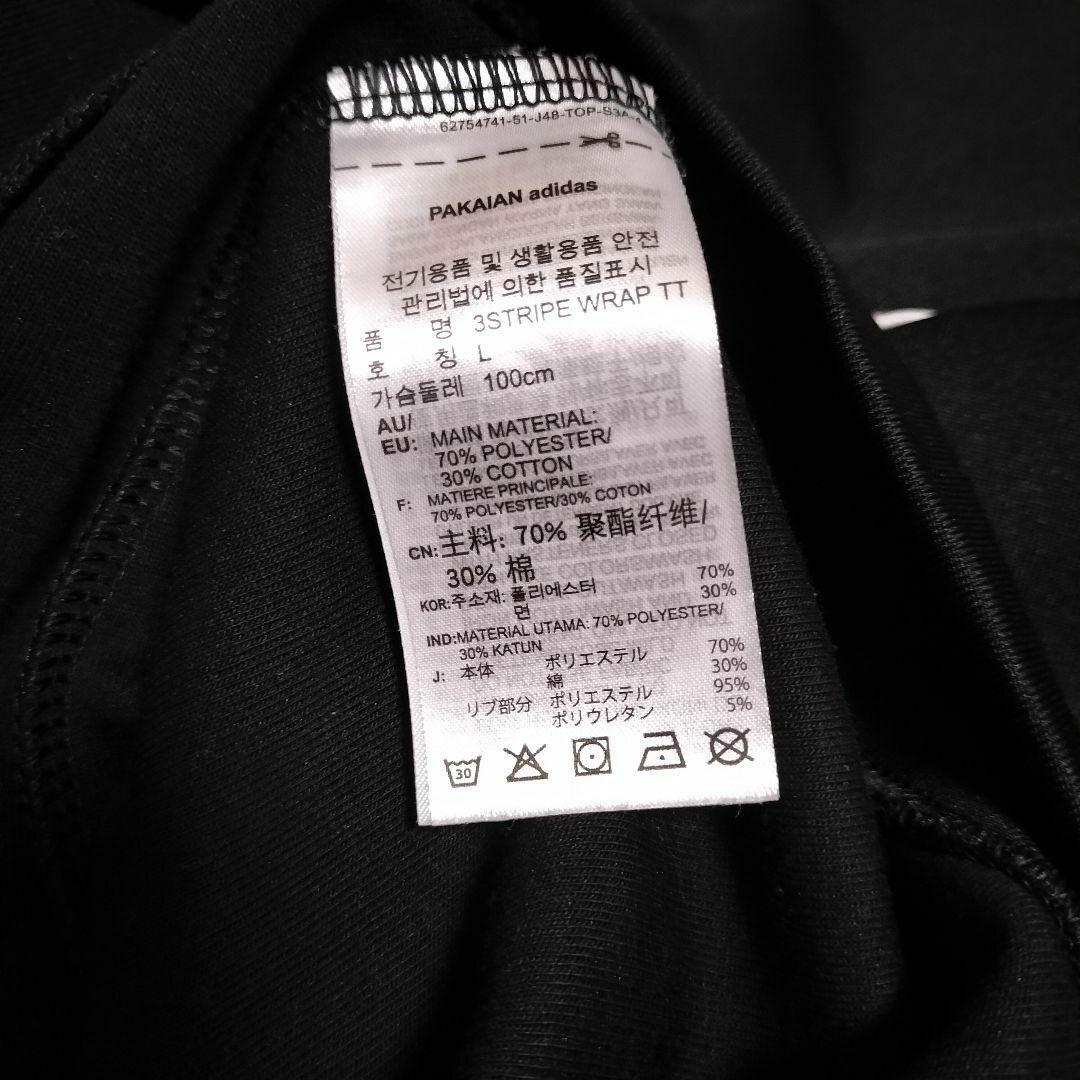 62754741-51-J48-TOP-S3A-4
PAKAIAN adidas
전기용품 및 생활용품 안전
관리법에 의한 품질표시
품 명 3STRIPE WRAP TT
호 칭 L
가슴둘레 100cm
AU/
EU: MAIN MATERIAL:
70% POLYESTER/
30% COTTON
F: MATIERE PRINCIPALE:
70% POLYESTER/30% COTON
CN: 主料: 70% 聚酯纤维/
30% 棉
KOR: 주소재: 폴리에스터 70%
면 30%
IND: MATERIAL UTAMA: 70% POLYESTER/
30% KATUN
J: 本体 ポリエステル 70%
綿 30%
リブ部分 ポリエステル 95%
ポリウレタン 5%
30